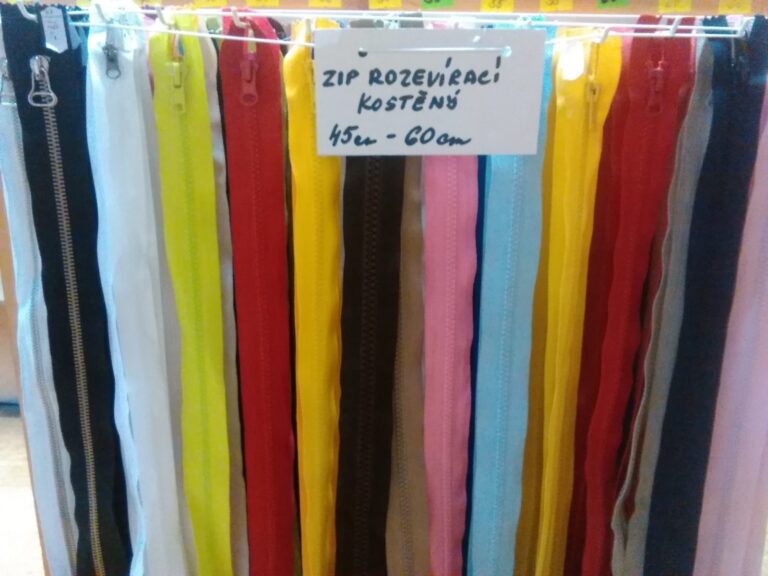 ZIP ROZEVÍRACÍ
KOSTĚNÝ
45cm - 60cm